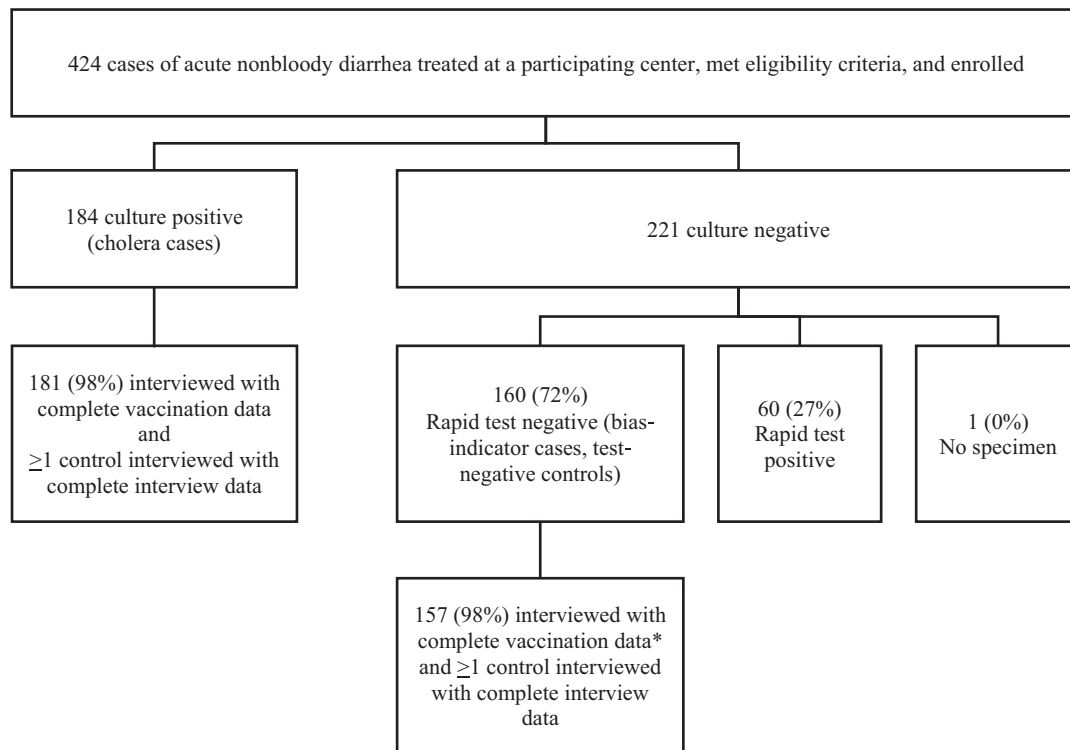 424 cases of acute nonbloody diarrhea treated at a participating center, met eligibility criteria, and enrolled
184 culture positive
(cholera cases)
221 culture negative
181 (98%) interviewed with
complete vaccination data
and
≥1 control interviewed with
complete interview data
160 (72%)
Rapid test negative (bias-
indicator cases, test-
negative controls)
60 (27%)
Rapid test
positive
1 (0%)
No specimen
157 (98%) interviewed with
complete vaccination data*
and ≥1 control interviewed
with complete interview
data